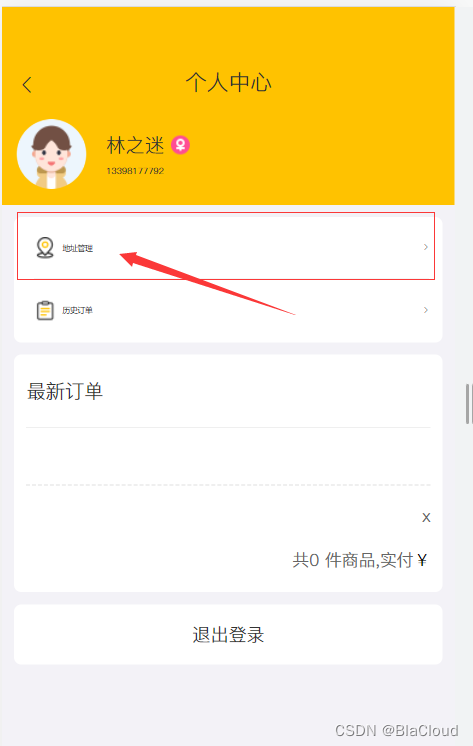 个人中心
林之迷
13398177792
地址管理
历史订单
最新订单
x
共0 件商品,实付￥
退出登录
CSDN @BlaCloud